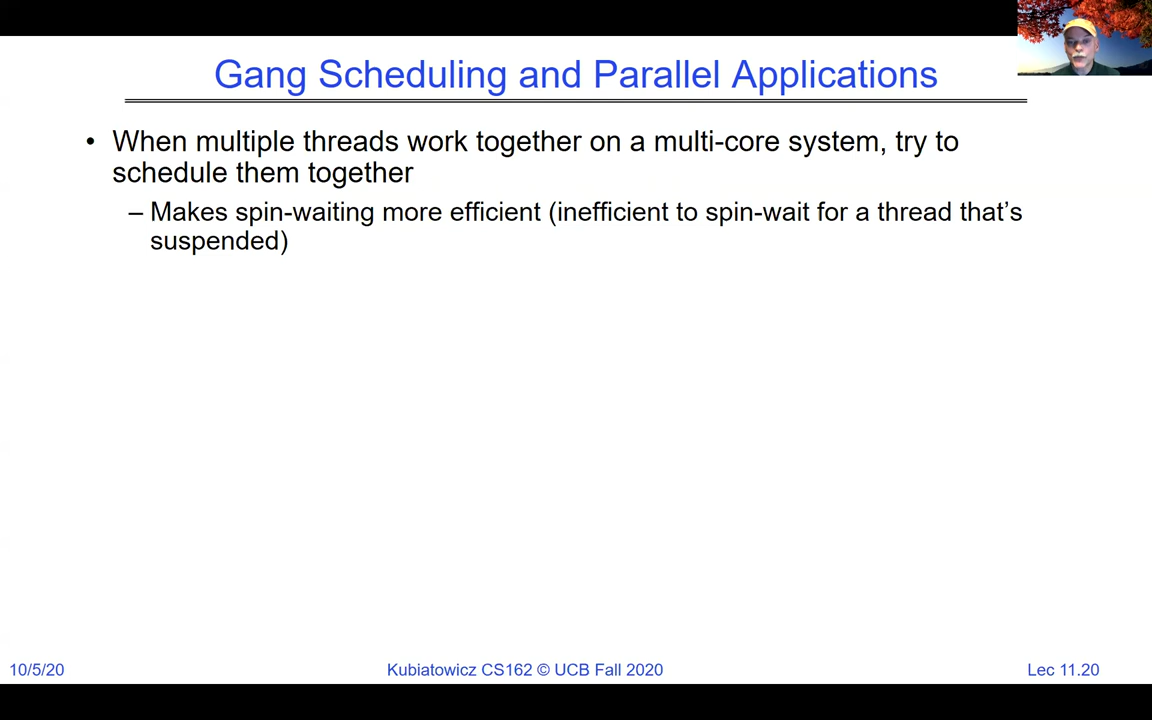 Gang Scheduling and Parallel Applications
• When multiple threads work together on a multi-core system, try to
schedule them together
– Makes spin-waiting more efficient (inefficient to spin-wait for a thread that's
suspended)
10/5/20
Kubiatowicz CS162 © UCB Fall 2020
Lec 11.20